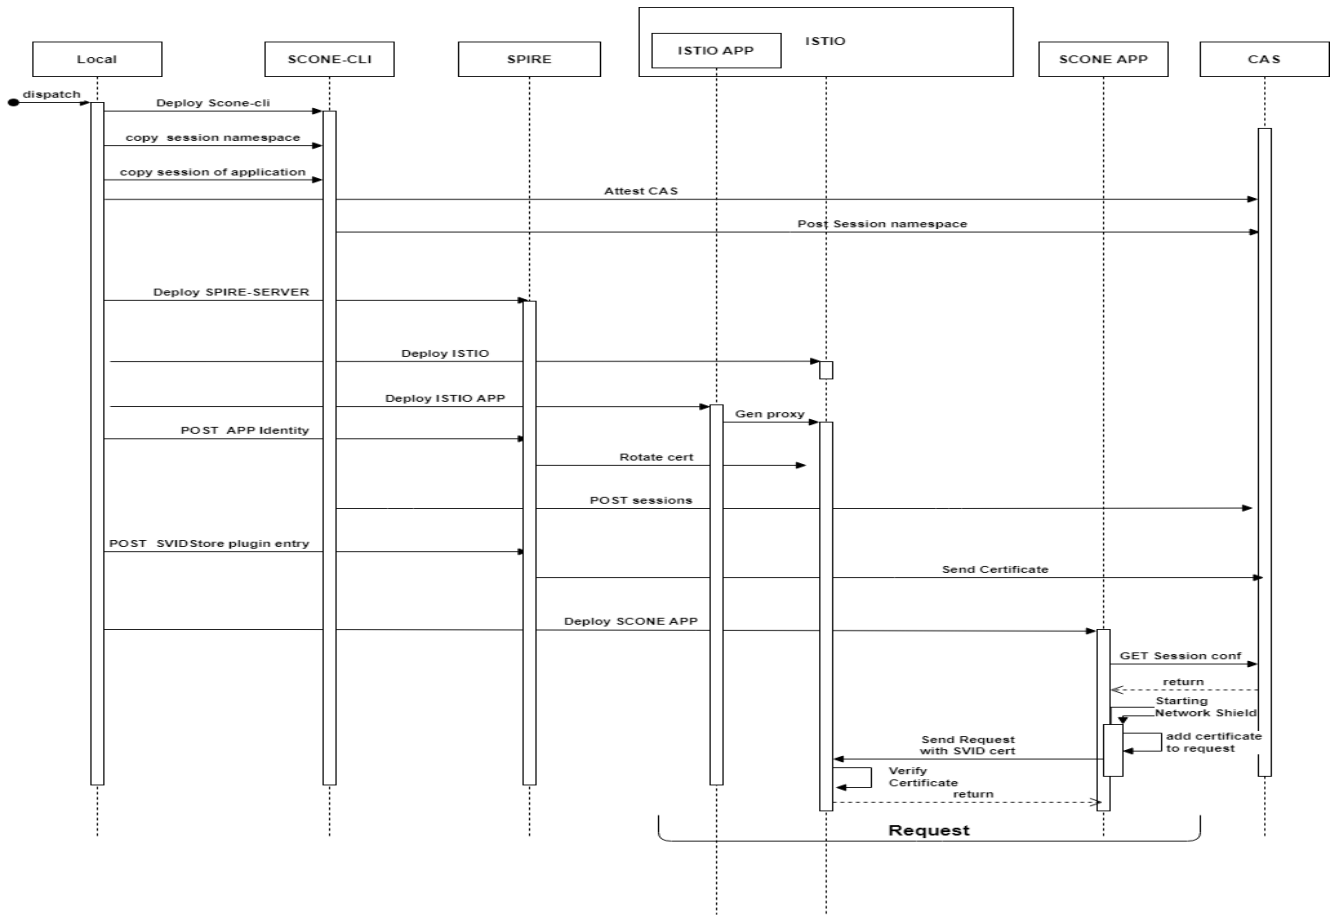 ISTIO
ISTIO APP
Local
SCONE-CLI
SPIRE
SCONE APP
CAS
dispatch
Deploy Scone-cli
copy session namespace
copy session of application
Attest CAS
Post Session namespace
Deploy SPIRE-SERVER
Deploy ISTIO
Deploy ISTIO APP
Gen proxy
POST APP Identity
Rotate cert
POST sessions
POST SVIDStore plugin entry
Send Certificate
Deploy SCONE APP
GET Session conf
return
Starting
Network Shield
add certificate
to request
Send Request
with SVID cert
Verify
Certificate
return
Request